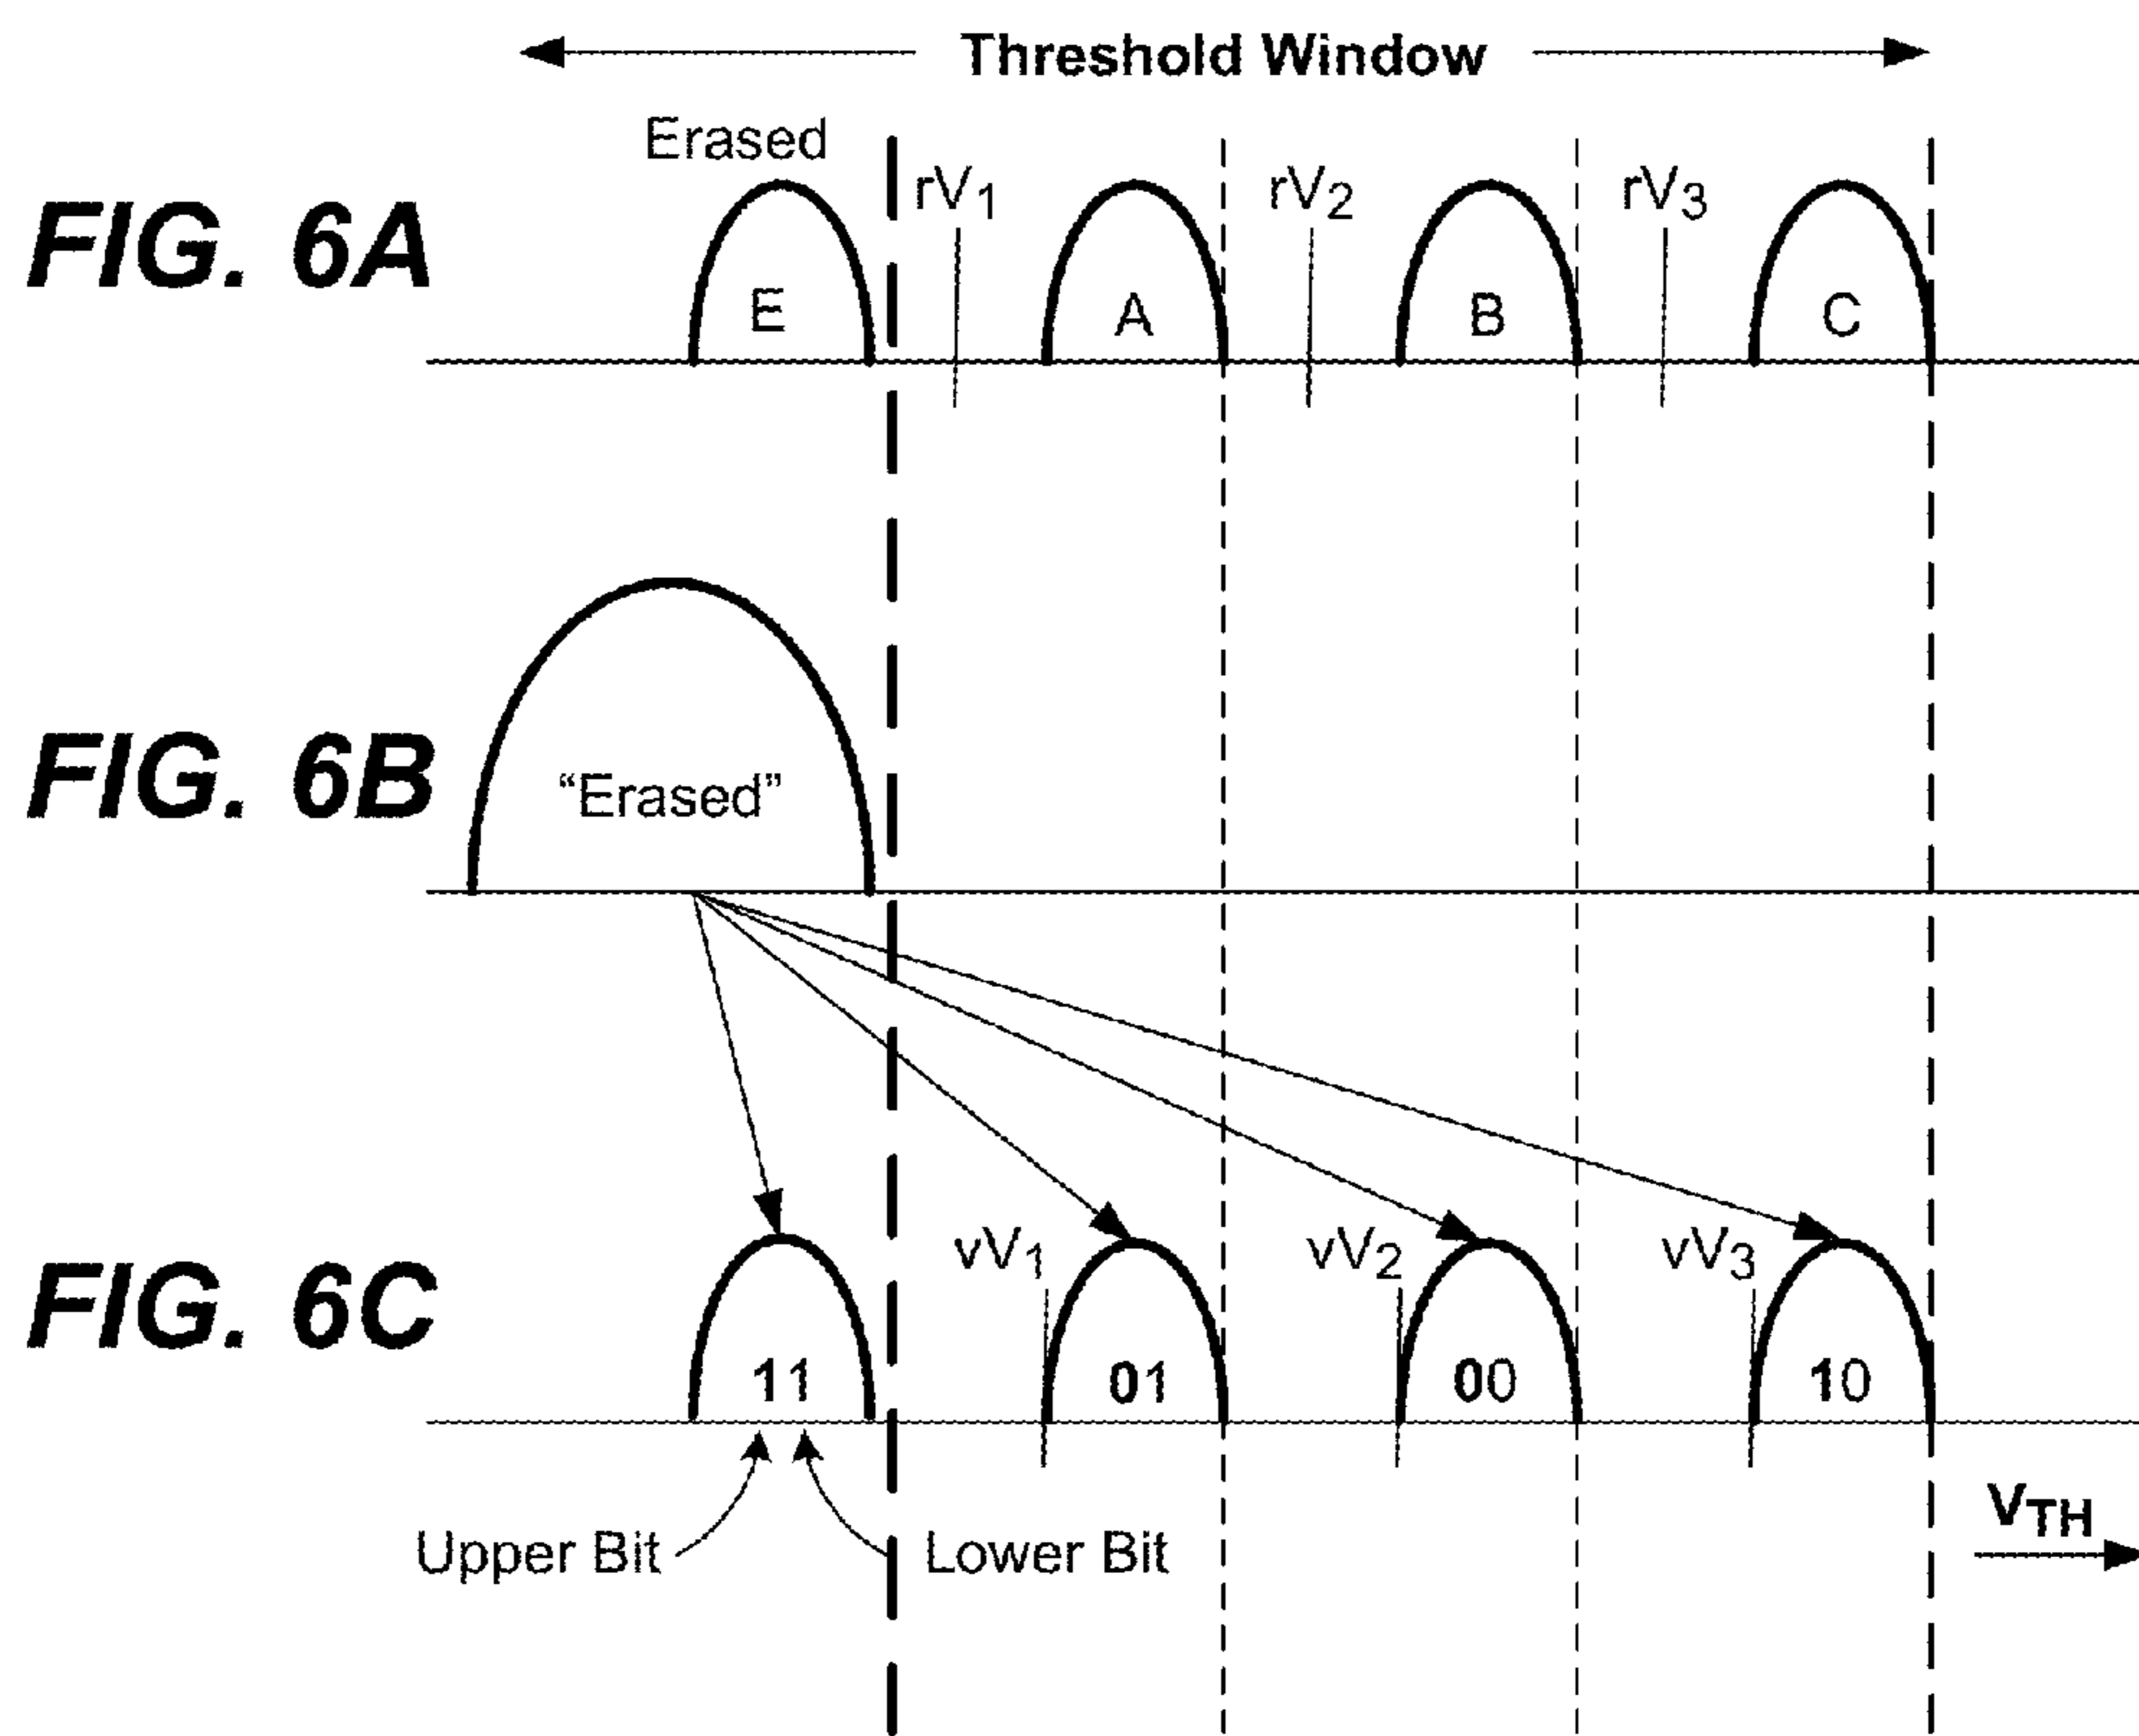 Threshold Window
Erased
rV1 rV2 rV3
FIG. 6A
E A B C
FIG. 6B
“Erased”
vV1 vV2 vV3
FIG. 6C
11 01 00 10
VTH
Upper Bit Lower Bit